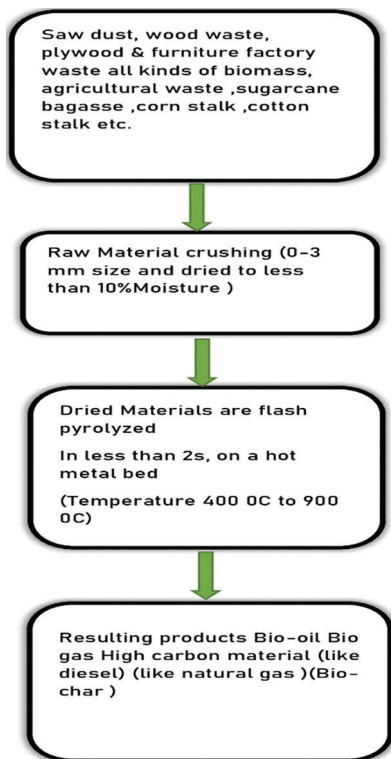 Saw dust, wood waste,
plywood & furniture factory
waste all kinds of biomass,
agricultural waste ,sugarcane
bagasse ,corn stalk ,cotton
stalk etc.
Raw Material crushing (0-3
mm size and dried to less
than 10%Moisture )
Dried Materials are flash
pyrolyzed
In less than 2s, on a hot
metal bed
(Temperature 400 0C to 900
0C)
Resulting products Bio-oil Bio
gas High carbon material (like
diesel) (like natural gas )(Bio-
char )